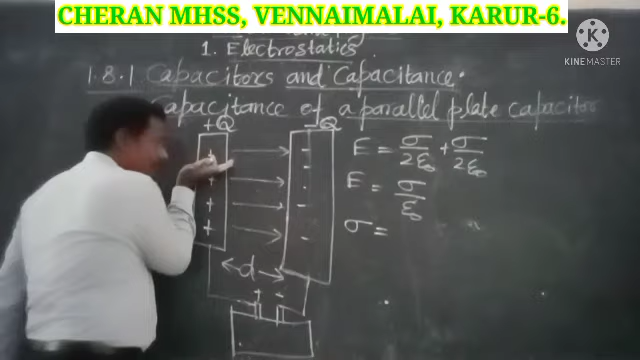 CHERAN MHSS, VENNAIMALAI, KARUR-6.
K
KINEMASTER
1. Electrostatics
1.8.1 Capacitors and Capacitance.
Capacitance of a parallel plate capacitor
+Q -Q
E = σ/2ε₀ + σ/2ε₀
E = σ/ε₀
σ =
+ -
+ -
+ -
+ -
d
+ -